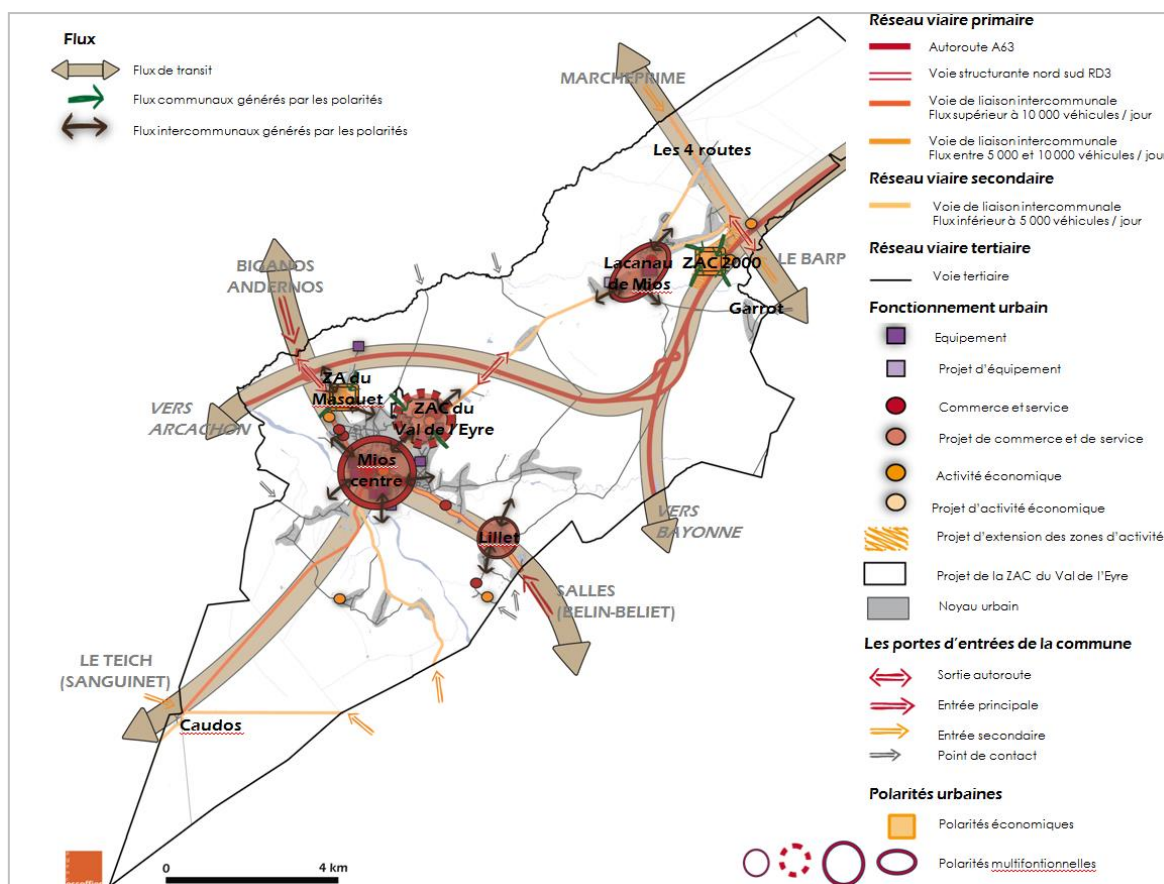 Flux
Flux de transit
Flux communaux générés par les polarités
Flux intercommunaux générés par les polarités
MARCHEPRIME
Les 4 routes
BIGANOS
ANDERNOS
Lacanau
de Mios
ZAC 2000
LE BARP
Garrot
ZA du
Masquet
VERS
ARCACHON
ZAC du
Val de l'Eyre
Mios
centre
VERS
BAYONNE
Lillet
SALLES
(BELIN-BELIET)
LE TEICH
(SANGUINET)
Caudos
0
4 km
Réseau viaire primaire
Autoroute A63
Voie structurante nord sud RD3
Voie de liaison intercommunale
Flux supérieur à 10 000 véhicules / jour
Voie de liaison intercommunale
Flux entre 5 000 et 10 000 véhicules / jour
Réseau viaire secondaire
Voie de liaison intercommunale
Flux inférieur à 5 000 véhicules / jour
Réseau viaire tertiaire
Voie tertiaire
Fonctionnement urbain
Equipement
Projet d'équipement
Commerce et service
Projet de commerce et de service
Activité économique
Projet d'activité économique
Projet d'extension des zones d'activité
Projet de la ZAC du Val de l'Eyre
Noyau urbain
Les portes d'entrées de la commune
Sortie autoroute
Entrée principale
Entrée secondaire
Point de contact
Polarités urbaines
Polarités économiques
Polarités multifontionnelles